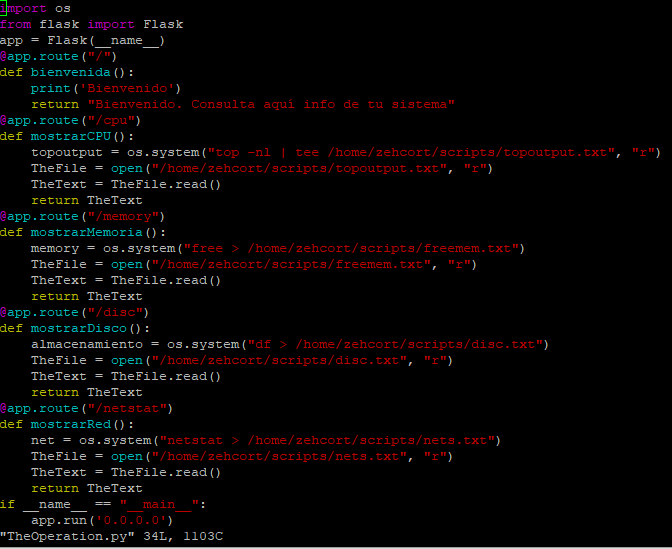 import os
from flask import Flask
app = Flask(__name__)
@app.route("/")
def bienvenida():
    print('Bienvenido')
    return "Bienvenido. Consulta aquí info de tu sistema"
@app.route("/cpu")
def mostrarCPU():
    topoutput = os.system("top -n1 | tee /home/zehcort/scripts/topoutput.txt", "r")
    TheFile = open("/home/zehcort/scripts/topoutput.txt", "r")
    TheText = TheFile.read()
    return TheText
@app.route("/memory")
def mostrarMemoria():
    memory = os.system("free > /home/zehcort/scripts/freemem.txt")
    TheFile = open("/home/zehcort/scripts/freemem.txt", "r")
    TheText = TheFile.read()
    return TheText
@app.route("/disc")
def mostrarDisco():
    almacenamiento = os.system("df > /home/zehcort/scripts/disc.txt")
    TheFile = open("/home/zehcort/scripts/disc.txt", "r")
    TheText = TheFile.read()
    return TheText
@app.route("/netstat")
def mostrarRed():
    net = os.system("netstat > /home/zehcort/scripts/nets.txt")
    TheFile = open("/home/zehcort/scripts/nets.txt", "r")
    TheText = TheFile.read()
    return TheText
if __name__ == "__main__":
    app.run('0.0.0.0')
"TheOperation.py" 34L, 1103C